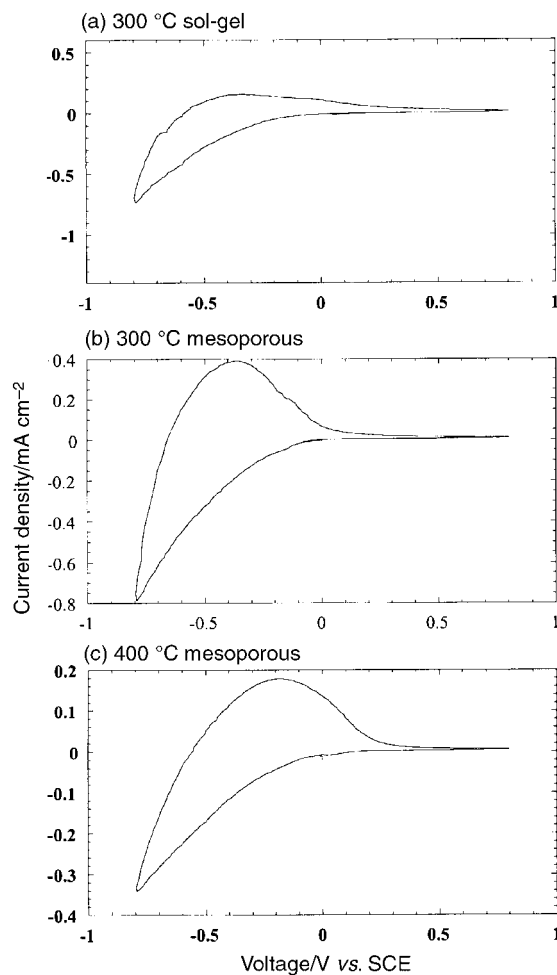 (a) 300 °C sol-gel
0.5
0
-0.5
-1
-1 -0.5 0 0.5 1
(b) 300 °C mesoporous
0.4
0.2
0
-0.2
-0.4
-0.6
-0.8
-1 -0.5 0 0.5 1
(c) 400 °C mesoporous
0.2
0.1
0
-0.1
-0.2
-0.3
-0.4
-1 -0.5 0 0.5 1
Current density/mA cm⁻²
Voltage/V vs. SCE